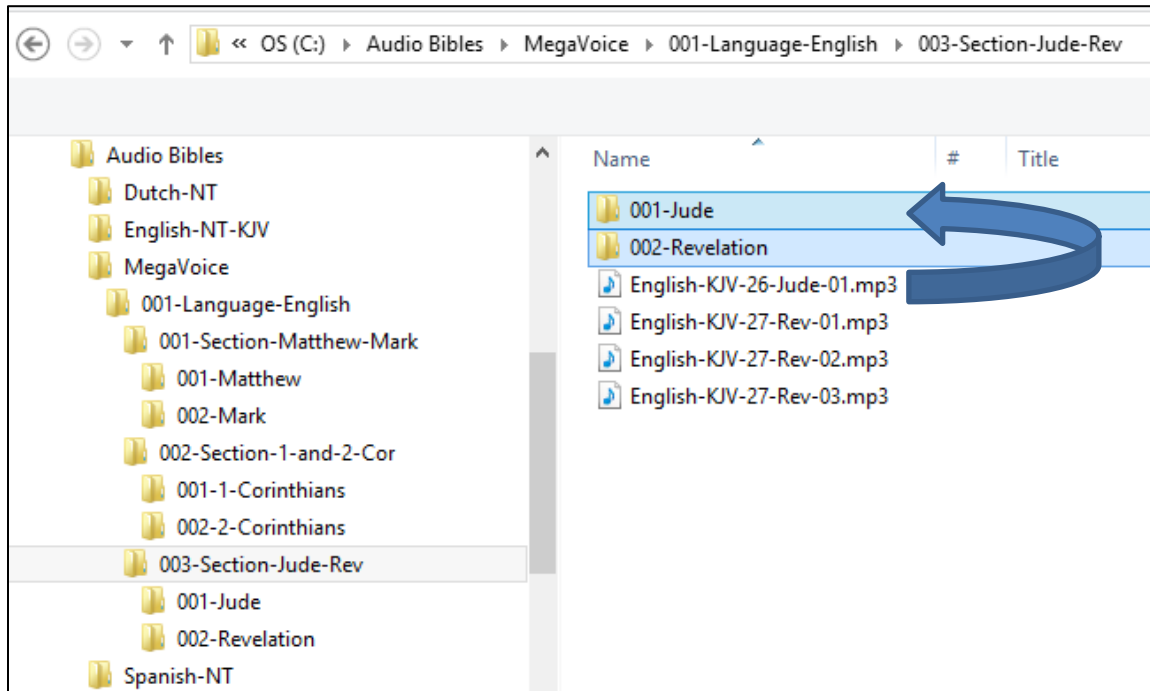 « OS (C:) ▸ Audio Bibles ▸ MegaVoice ▸ 001-Language-English ▸ 003-Section-Jude-Rev
Audio Bibles
Dutch-NT
English-NT-KJV
MegaVoice
001-Language-English
001-Section-Matthew-Mark
001-Matthew
002-Mark
002-Section-1-and-2-Cor
001-1-Corinthians
002-2-Corinthians
003-Section-Jude-Rev
001-Jude
002-Revelation
Spanish-NT
Name # Title
001-Jude
002-Revelation
English-KJV-26-Jude-01.mp3
English-KJV-27-Rev-01.mp3
English-KJV-27-Rev-02.mp3
English-KJV-27-Rev-03.mp3